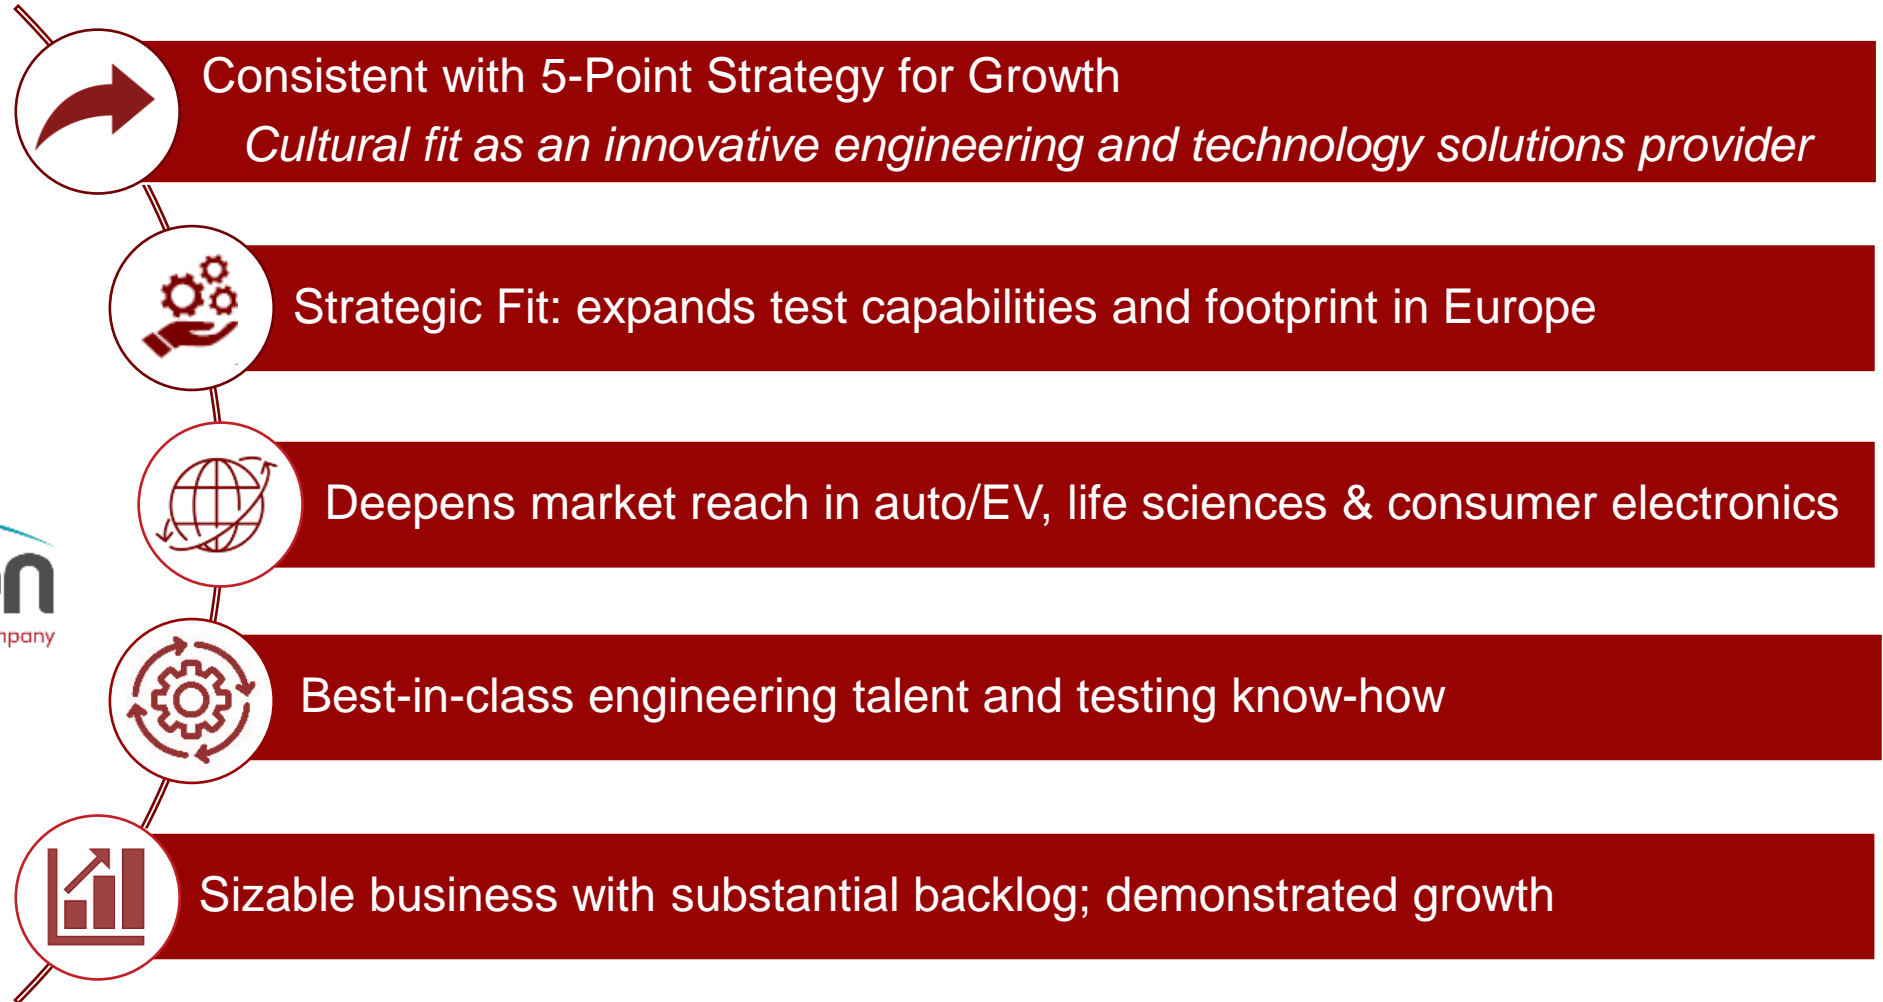 Consistent with 5-Point Strategy for Growth
Cultural fit as an innovative engineering and technology solutions provider
Strategic Fit: expands test capabilities and footprint in Europe
Deepens market reach in auto/EV, life sciences & consumer electronics
Best-in-class engineering talent and testing know-how
Sizable business with substantial backlog; demonstrated growth